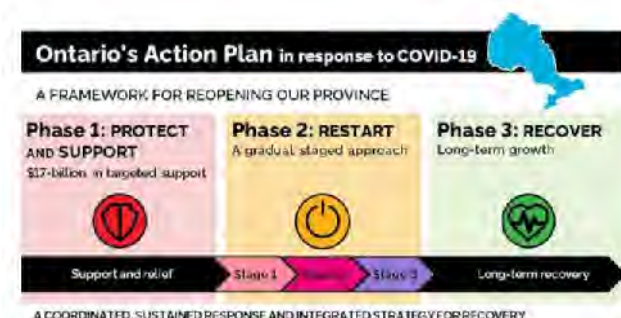 Ontario's Action Plan in response to COVID-19
A FRAMEWORK FOR REOPENING OUR PROVINCE
Phase 1: PROTECT
AND SUPPORT
$17-billion in targeted support
Phase 2: RESTART
A gradual staged approach
Phase 3: RECOVER
Long-term growth
Support and relief
Stage 1
Stage 3
Long-term recovery
A COORDINATED, SUSTAINED RESPONSE AND INTEGRATED STRATEGY FOR RECOVERY